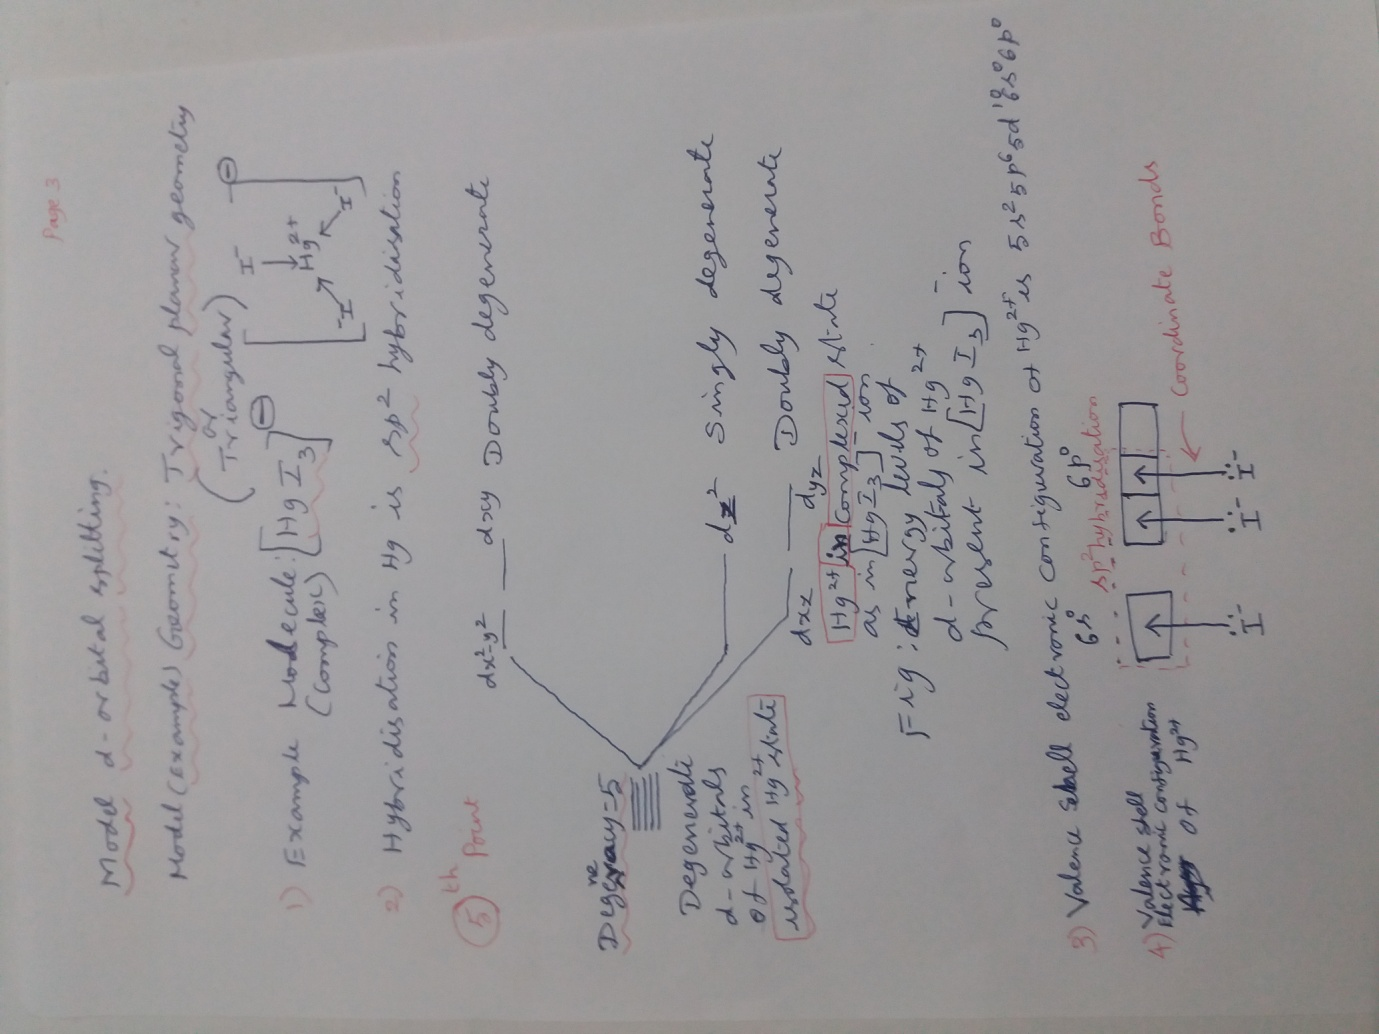 Page 3
Model d-orbital splitting.
Model (example) Geometry: Trigonal planar geometry
(or Triangular)
1) Example Molecule: [HgI3]⊖
(Complex)
[ I- Hg2+ I- I- ]⊖
2) Hybridisation in Hg is sp2 hybridisation
5th Point
dx2-y2 dxy Doubly degenerate
Degeneracy=5
Degenerate
d-orbitals
of Hg2+ in
isolated Hg2+ state
dz2 Singly degenerate
dxz dyz Doubly degenerate
Hg2+ in Complexed state
as in [HgI3]- ion
Fig: Energy levels of
d-orbitals of Hg2+
present in [HgI3]- ion
3) Valence shell electronic configuration of Hg2+ is 5s2 5p6 5d10 6s0 6p0
6s0 6p0
sp2 hybridisation
4) Valence shell
Electronic configuration
of Hg2+
I- I- I-
Coordinate Bonds